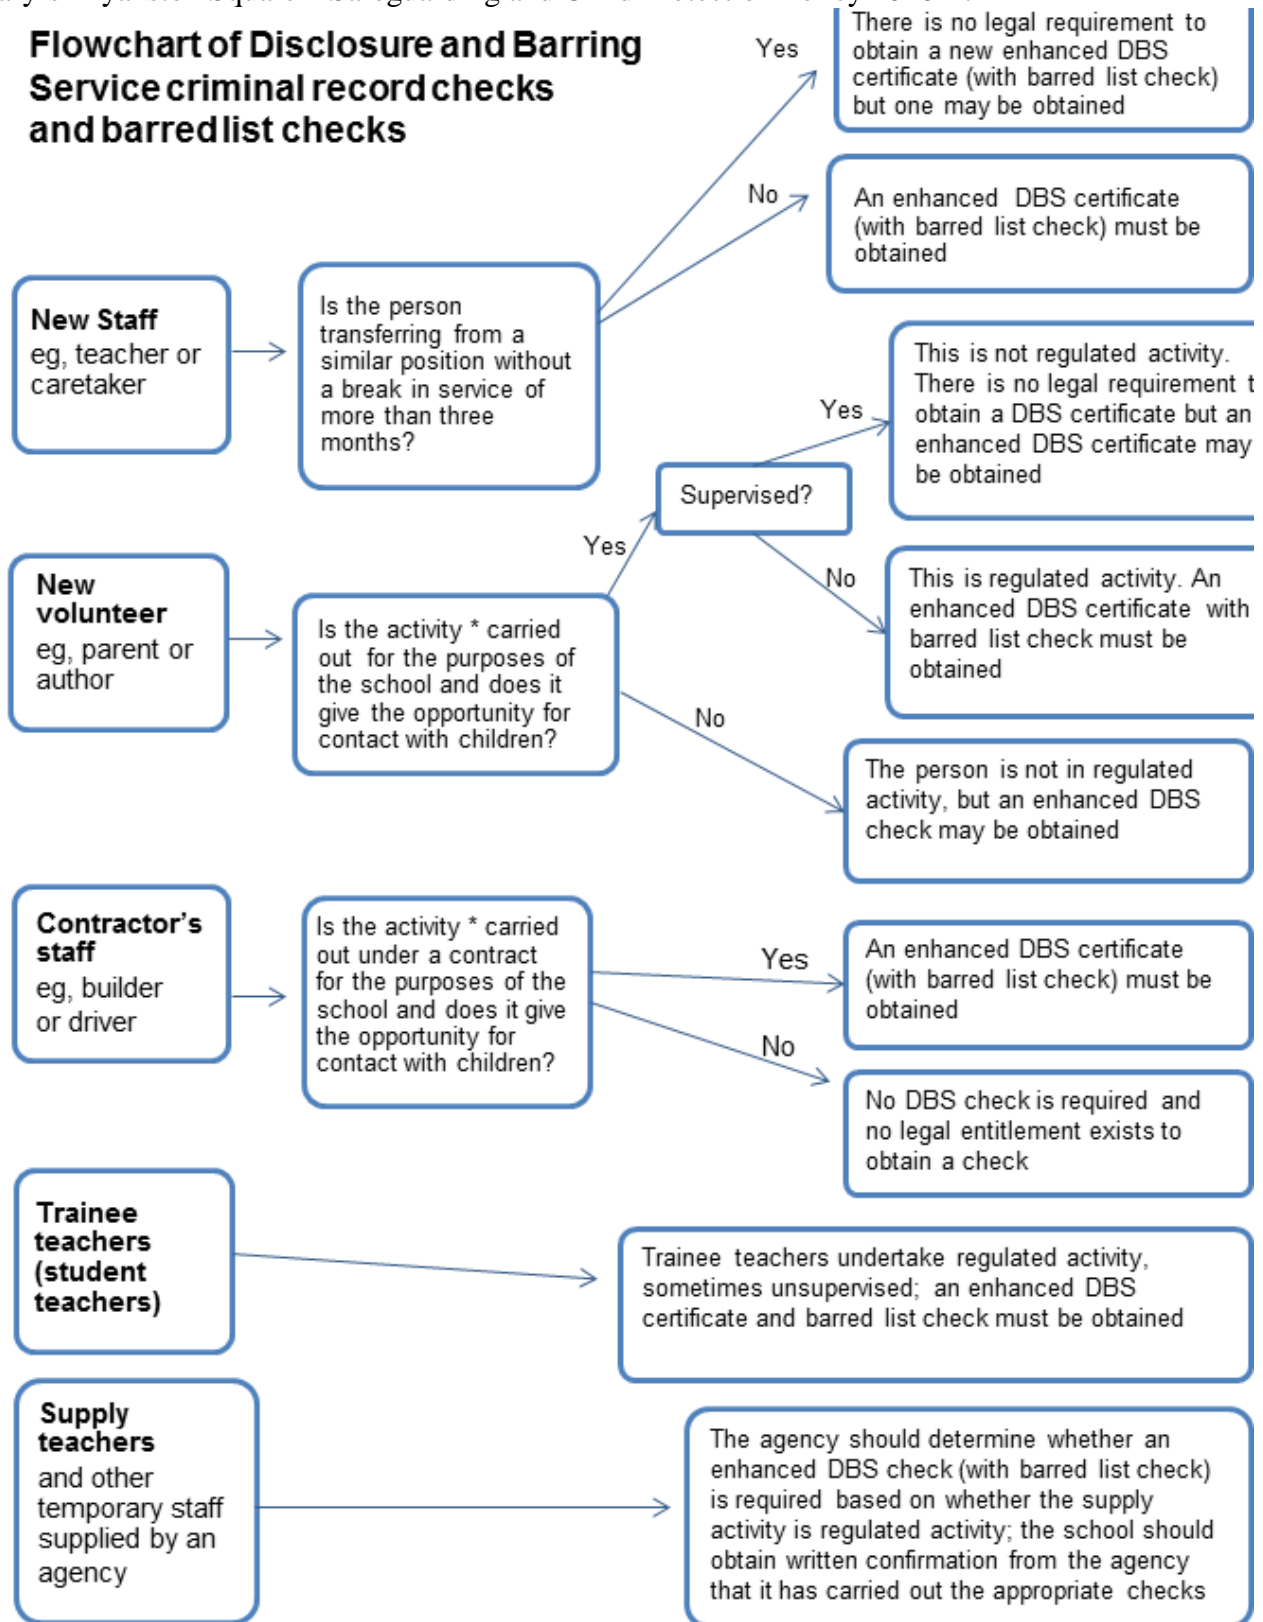 Flowchart of Disclosure and Barring
Service criminal record checks
and barred list checks
Yes
There is no legal requirement to
obtain a new enhanced DBS
certificate (with barred list check)
but one may be obtained
No
An enhanced DBS certificate
(with barred list check) must be
obtained
New Staff
eg, teacher or
caretaker
Is the person
transferring from a
similar position without
a break in service of
more than three
months?
This is not regulated activity.
There is no legal requirement t
obtain a DBS certificate but an
enhanced DBS certificate may
be obtained
Yes
Supervised?
Yes
No
This is regulated activity. An
enhanced DBS certificate with
barred list check must be
obtained
New
volunteer
eg, parent or
author
Is the activity * carried
out for the purposes of
the school and does it
give the opportunity for
contact with children?
No
The person is not in regulated
activity, but an enhanced DBS
check may be obtained
Contractor's
staff
eg, builder
or driver
Is the activity * carried
out under a contract
for the purposes of the
school and does it give
the opportunity for
contact with children?
Yes
An enhanced DBS certificate
(with barred list check) must be
obtained
No
No DBS check is required and
no legal entitlement exists to
obtain a check
Trainee
teachers
(student
teachers)
Trainee teachers undertake regulated activity,
sometimes unsupervised; an enhanced DBS
certificate and barred list check must be obtained
Supply
teachers
and other
temporary staff
supplied by an
agency
The agency should determine whether an
enhanced DBS check (with barred list check)
is required based on whether the supply
activity is regulated activity; the school should
obtain written confirmation from the agency
that it has carried out the appropriate checks